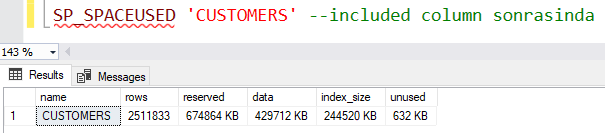 SP_SPACEUSED 'CUSTOMERS' --included column sonrasinda
143 %
Results Messages
name rows reserved data index_size unused
1 CUSTOMERS 2511833 674864 KB 429712 KB 244520 KB 632 KB